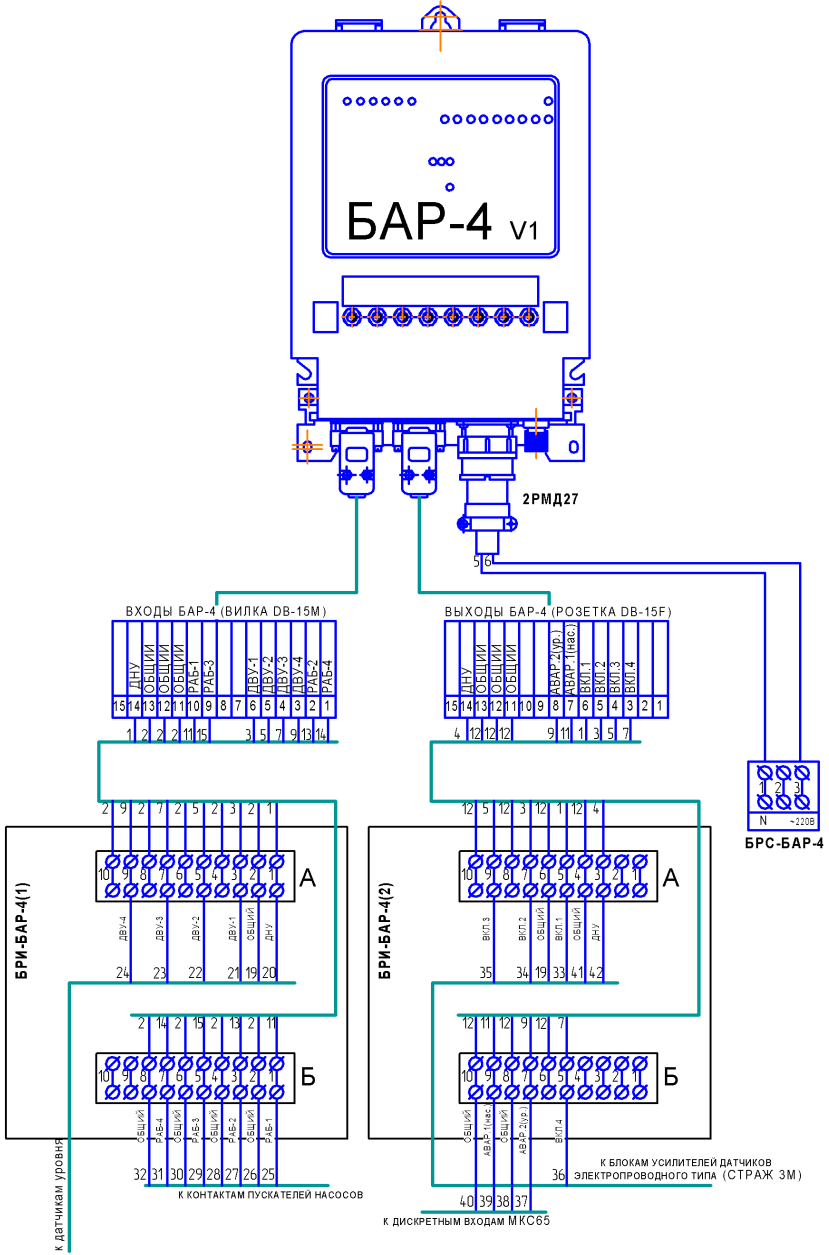 БАР-4 V1
2РМД27
5 6
ВХОДЫ БАР-4 (ВИЛКА DB-15M)
ДНУ ОБЩИЙ ОБЩИЙ ОБЩИЙ РАБ-1 РАБ-3 ДВУ-1 ДВУ-2 ДВУ-3 ДВУ-4 РАБ-2 РАБ-4
15 14 13 12 11 10 9 8 7 6 5 4 3 2 1
1 2 2 2 11 15 3 5 7 9 13 14
ВЫХОДЫ БАР-4 (РОЗЕТКА DB-15F)
ДНУ ОБЩИЙ ОБЩИЙ ОБЩИЙ АВАР.2(ур.) АВАР.1(нас.) ВКЛ.1 ВКЛ.2 ВКЛ.3 ВКЛ.4
15 14 13 12 11 10 9 8 7 6 5 4 3 2 1
4 12 12 12 9 11 1 3 5 7
1 2 3
N ~220В
БРС-БАР-4
БРИ-БАР-4(1)
2 9 2 7 2 5 2 3 2 1
10 9 8 7 6 5 4 3 2 1
А
ДВУ-4 ДВУ-3 ДВУ-2 ДВУ-1 ОБЩИЙ ДНУ
24 23 22 21 19 20
2 14 2 15 2 13 2 11
10 9 8 7 6 5 4 3 2 1
Б
ОБЩИЙ РАБ-4 ОБЩИЙ РАБ-3 ОБЩИЙ РАБ-2 ОБЩИЙ РАБ-1
32 31 30 29 28 27 26 25
К КОНТАКТАМ ПУСКАТЕЛЕЙ НАСОСОВ
к датчикам уровня
БРИ-БАР-4(2)
12 5 12 3 12 1 12 4
10 9 8 7 6 5 4 3 2 1
А
ВКЛ.3 ВКЛ.2 ОБЩИЙ ВКЛ.1 ОБЩИЙ ДНУ
35 34 19 33 41 42
12 11 12 9 12 7
10 9 8 7 6 5 4 3 2 1
Б
ОБЩИЙ АВАР.1(нас.) ОБЩИЙ АВАР.2(ур.) ВКЛ.4
36
К БЛОКАМ УСИЛИТЕЛЕЙ ДАТЧИКОВ
ЭЛЕКТРОПРОВОДНОГО ТИПА (СТРАЖ 3М)
40 39 38 37
К ДИСКРЕТНЫМ ВХОДАМ МКС65